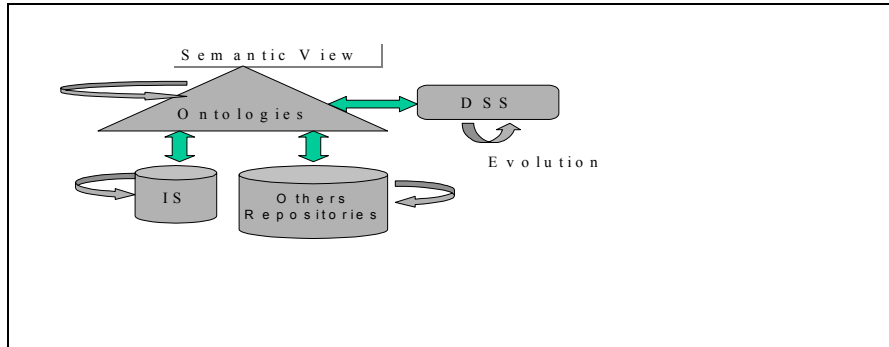 Semantic View
DSS
Ontologies
Evolution
IS
Others
Repositories